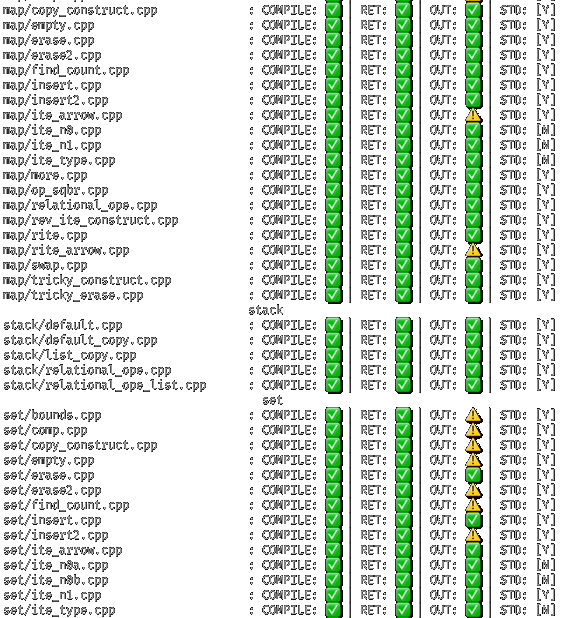 map/copy_construct.cpp : COMPILE: ✅ | RET: ✅ | OUT: ✅ | STD: [Y]
map/empty.cpp : COMPILE: ✅ | RET: ✅ | OUT: ✅ | STD: [Y]
map/erase.cpp : COMPILE: ✅ | RET: ✅ | OUT: ✅ | STD: [Y]
map/erase2.cpp : COMPILE: ✅ | RET: ✅ | OUT: ✅ | STD: [Y]
map/find_count.cpp : COMPILE: ✅ | RET: ✅ | OUT: ✅ | STD: [Y]
map/insert.cpp : COMPILE: ✅ | RET: ✅ | OUT: ✅ | STD: [Y]
map/insert2.cpp : COMPILE: ✅ | RET: ✅ | OUT: ✅ | STD: [Y]
map/ite_arrow.cpp : COMPILE: ✅ | RET: ✅ | OUT: ⚠️ | STD: [Y]
map/ite_n0.cpp : COMPILE: ✅ | RET: ✅ | OUT: ✅ | STD: [N]
map/ite_n1.cpp : COMPILE: ✅ | RET: ✅ | OUT: ✅ | STD: [N]
map/ite_type.cpp : COMPILE: ✅ | RET: ✅ | OUT: ✅ | STD: [N]
map/more.cpp : COMPILE: ✅ | RET: ✅ | OUT: ✅ | STD: [Y]
map/op_sqbr.cpp : COMPILE: ✅ | RET: ✅ | OUT: ✅ | STD: [Y]
map/relational_ops.cpp : COMPILE: ✅ | RET: ✅ | OUT: ✅ | STD: [Y]
map/rev_ite_construct.cpp : COMPILE: ✅ | RET: ✅ | OUT: ✅ | STD: [Y]
map/rite.cpp : COMPILE: ✅ | RET: ✅ | OUT: ✅ | STD: [Y]
map/rite_arrow.cpp : COMPILE: ✅ | RET: ✅ | OUT: ⚠️ | STD: [Y]
map/swap.cpp : COMPILE: ✅ | RET: ✅ | OUT: ✅ | STD: [Y]
map/tricky_construct.cpp : COMPILE: ✅ | RET: ✅ | OUT: ✅ | STD: [Y]
map/tricky_erase.cpp : COMPILE: ✅ | RET: ✅ | OUT: ✅ | STD: [Y]
stack
stack/default.cpp : COMPILE: ✅ | RET: ✅ | OUT: ✅ | STD: [Y]
stack/default_copy.cpp : COMPILE: ✅ | RET: ✅ | OUT: ✅ | STD: [Y]
stack/list_copy.cpp : COMPILE: ✅ | RET: ✅ | OUT: ✅ | STD: [Y]
stack/relational_ops.cpp : COMPILE: ✅ | RET: ✅ | OUT: ✅ | STD: [Y]
stack/relational_ops_list.cpp : COMPILE: ✅ | RET: ✅ | OUT: ✅ | STD: [Y]
set
set/bounds.cpp : COMPILE: ✅ | RET: ✅ | OUT: ⚠️ | STD: [Y]
set/comp.cpp : COMPILE: ✅ | RET: ✅ | OUT: ⚠️ | STD: [Y]
set/copy_construct.cpp : COMPILE: ✅ | RET: ✅ | OUT: ⚠️ | STD: [Y]
set/empty.cpp : COMPILE: ✅ | RET: ✅ | OUT: ⚠️ | STD: [Y]
set/erase.cpp : COMPILE: ✅ | RET: ✅ | OUT: ✅ | STD: [Y]
set/erase2.cpp : COMPILE: ✅ | RET: ✅ | OUT: ⚠️ | STD: [Y]
set/find_count.cpp : COMPILE: ✅ | RET: ✅ | OUT: ⚠️ | STD: [Y]
set/insert.cpp : COMPILE: ✅ | RET: ✅ | OUT: ✅ | STD: [Y]
set/insert2.cpp : COMPILE: ✅ | RET: ✅ | OUT: ⚠️ | STD: [Y]
set/ite_arrow.cpp : COMPILE: ✅ | RET: ✅ | OUT: ✅ | STD: [Y]
set/ite_n0a.cpp : COMPILE: ✅ | RET: ✅ | OUT: ✅ | STD: [N]
set/ite_n0b.cpp : COMPILE: ✅ | RET: ✅ | OUT: ✅ | STD: [N]
set/ite_n1.cpp : COMPILE: ✅ | RET: ✅ | OUT: ✅ | STD: [N]
set/ite_type.cpp : COMPILE: ✅ | RET: ✅ | OUT: ✅ | STD: [N]